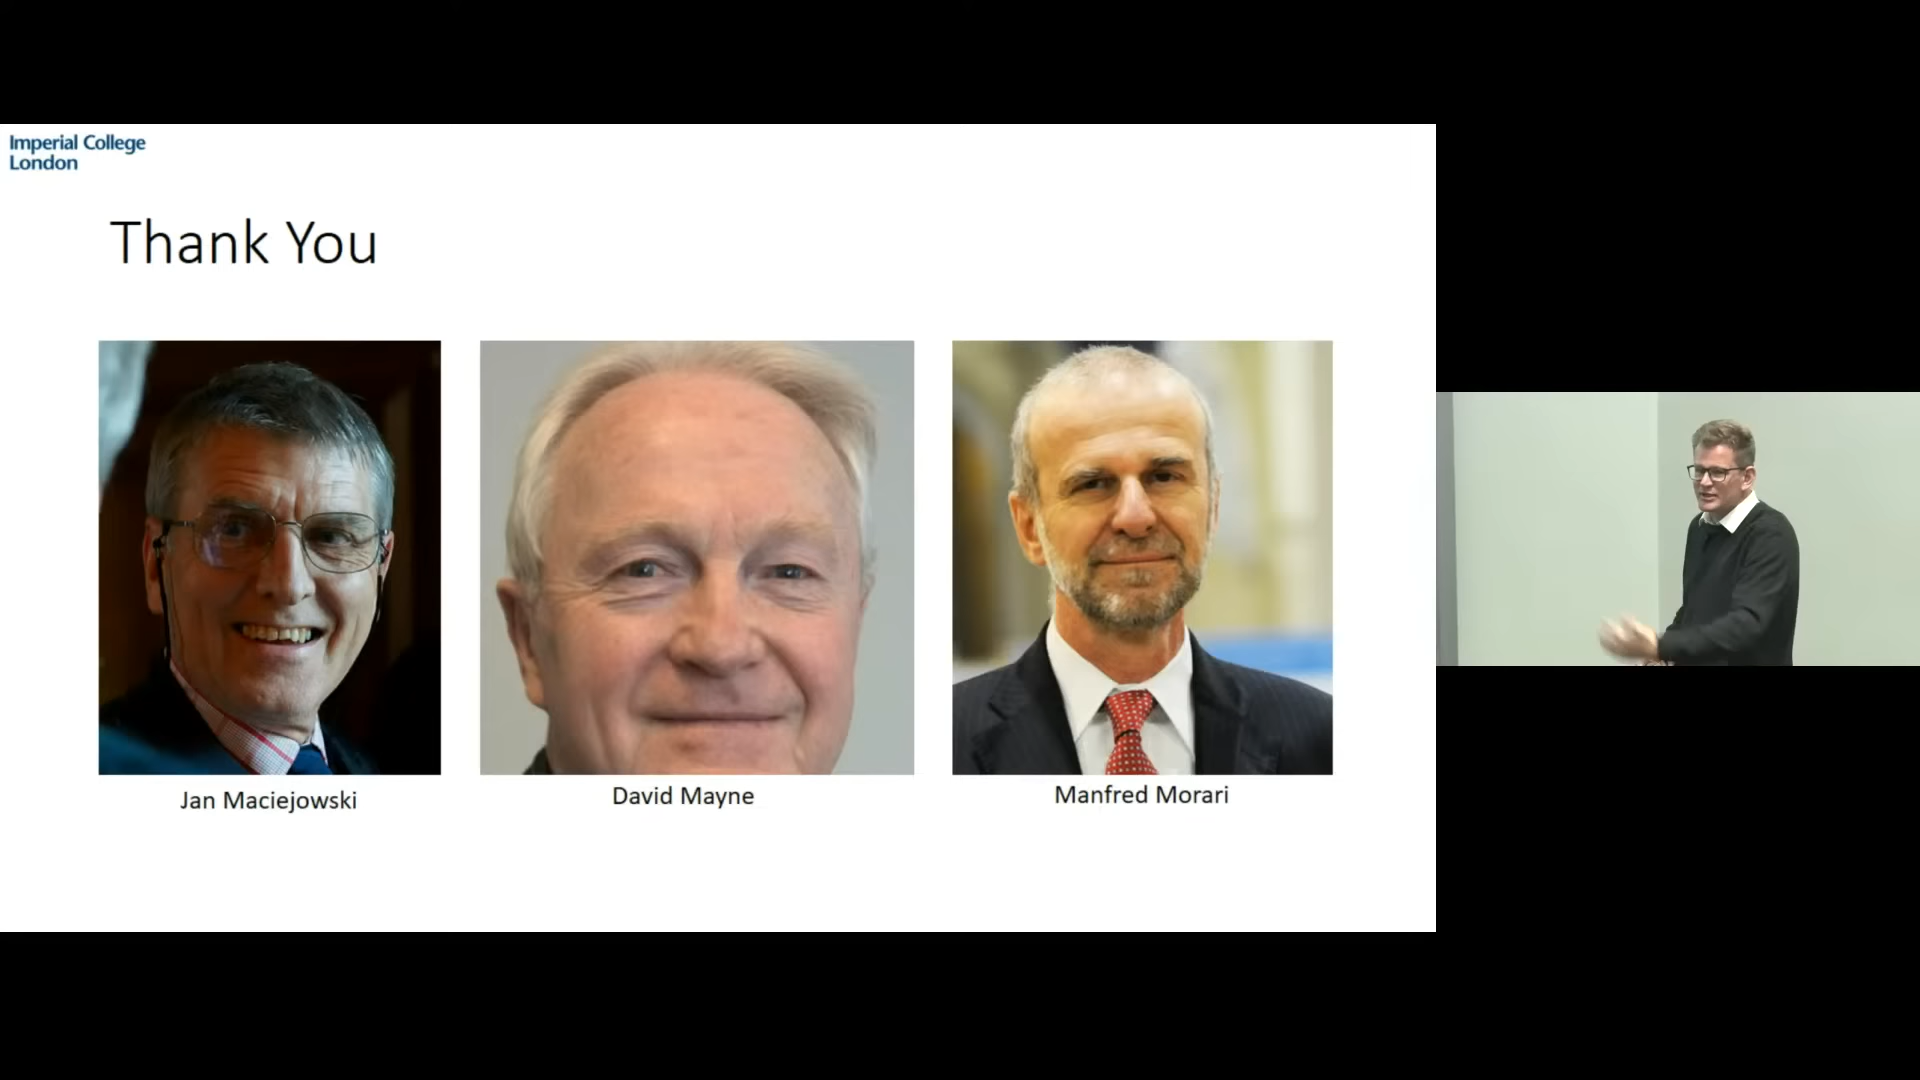 Imperial College
London
Thank You
Jan Maciejowski
David Mayne
Manfred Morari